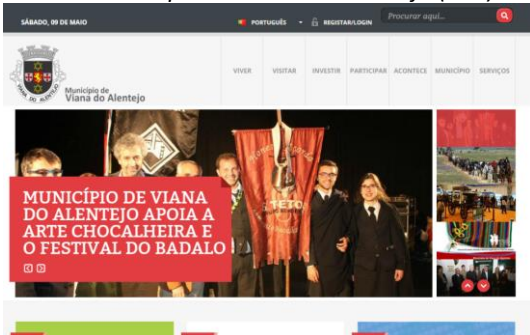 SÁBADO, 09 DE MAIO
PORTUGUÊS
REGISTAR/LOGIN
Procurar aqui...
Município de
Viana do Alentejo
VIVER
VISITAR
INVESTIR
PARTICIPAR
ACONTECE
MUNICÍPIO
SERVIÇOS
MUNICÍPIO DE VIANA
DO ALENTEJO APOIA A
ARTE CHOCALHEIRA E
O FESTIVAL DO BADALO